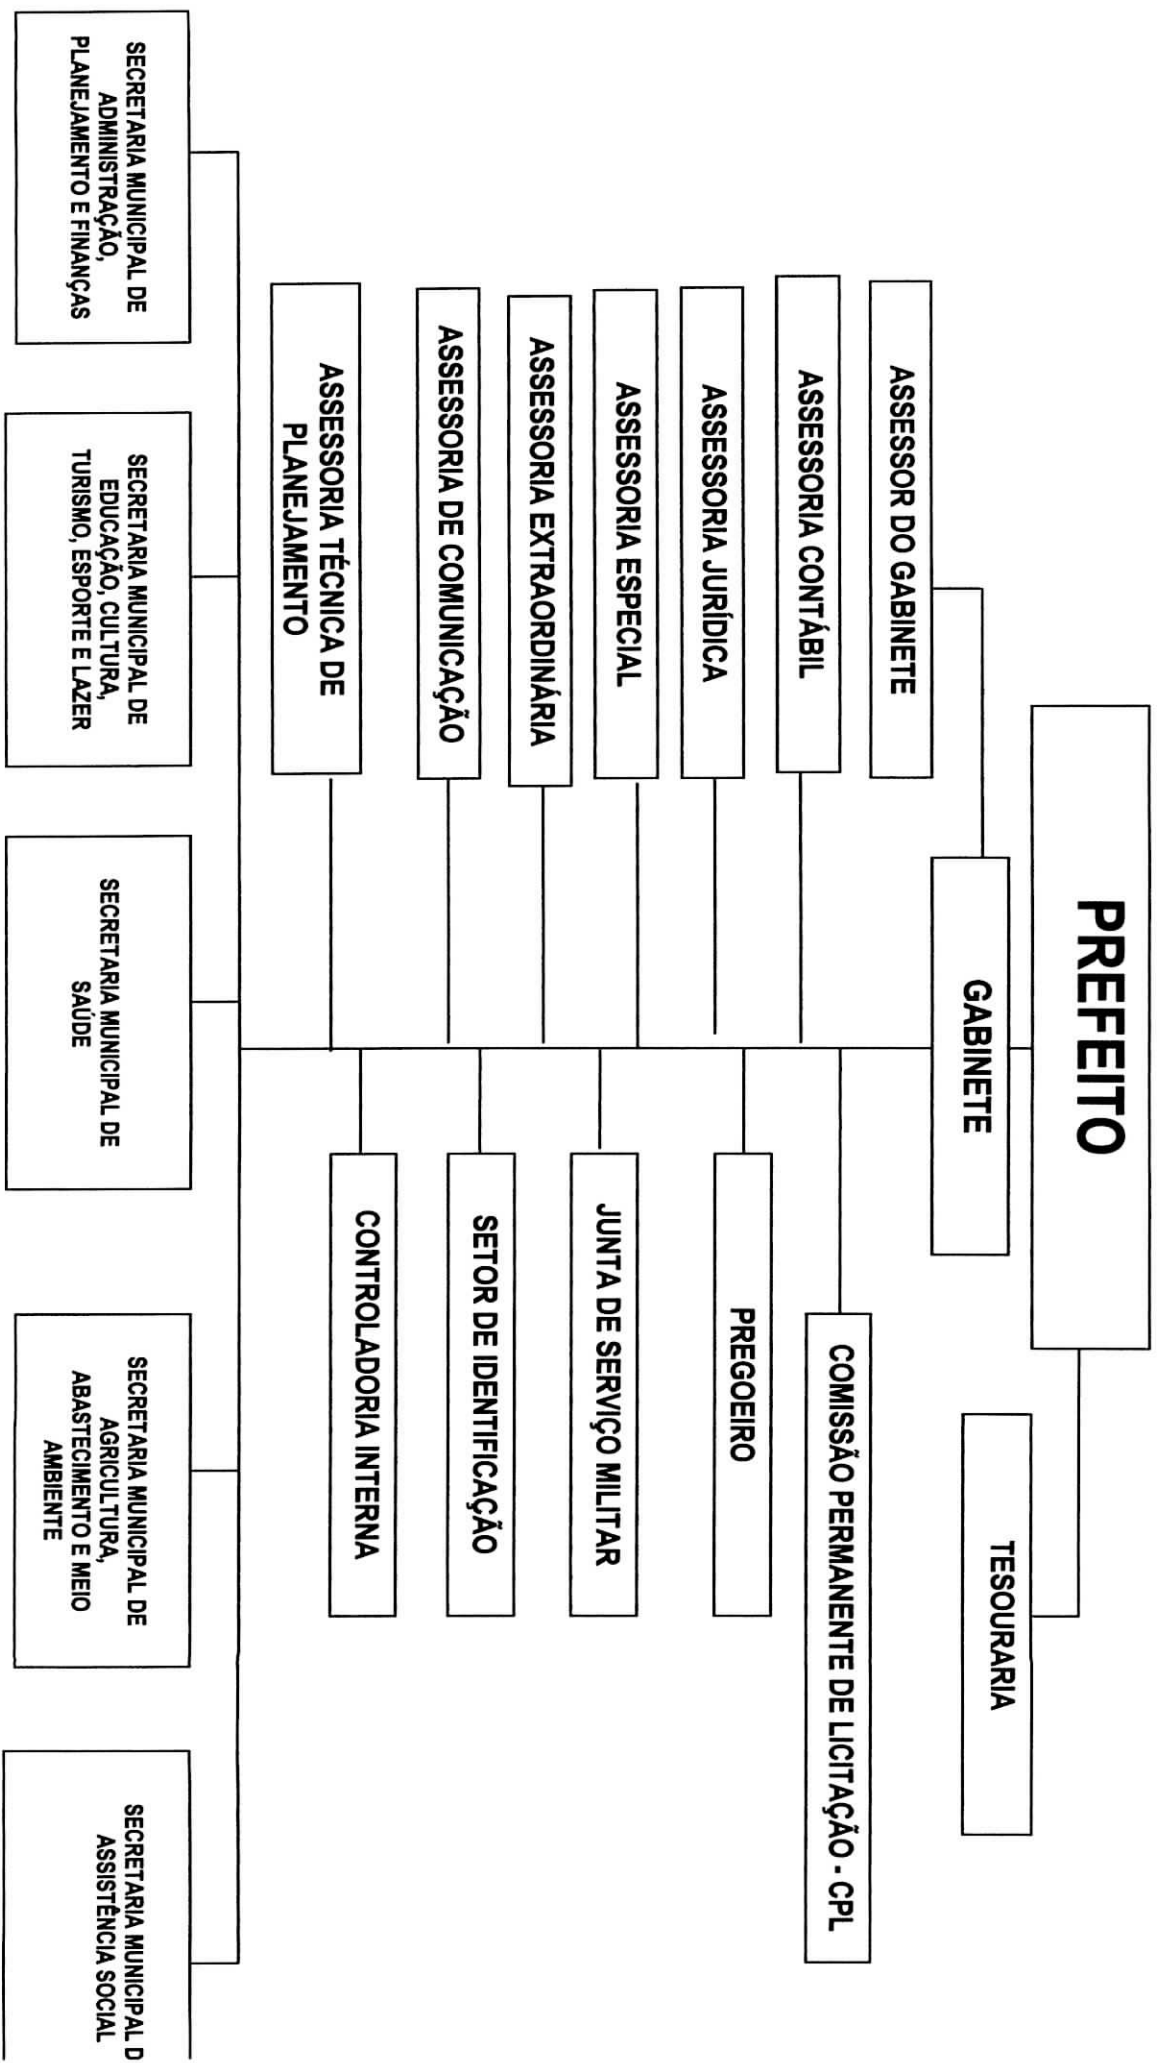 PREFEITO
GABINETE
TESOURARIA
ASSESSOR DO GABINETE
ASSESSORIA CONTÁBIL
COMISSÃO PERMANENTE DE LICITAÇÃO - CPL
ASSESSORIA JURÍDICA
PREGOEIRO
ASSESSORIA ESPECIAL
JUNTA DE SERVIÇO MILITAR
ASSESSORIA EXTRAORDINÁRIA
ASSESSORIA DE COMUNICAÇÃO
SETOR DE IDENTIFICAÇÃO
ASSESSORIA TÉCNICA DE
PLANEJAMENTO
CONTROLADORIA INTERNA
SECRETARIA MUNICIPAL DE
ADMINISTRAÇÃO,
PLANEJAMENTO E FINANÇAS
SECRETARIA MUNICIPAL DE
EDUCAÇÃO, CULTURA,
TURISMO, ESPORTE E LAZER
SECRETARIA MUNICIPAL DE
SAÚDE
SECRETARIA MUNICIPAL DE
AGRICULTURA,
ABASTECIMENTO E MEIO
AMBIENTE
SECRETARIA MUNICIPAL D
ASSISTÊNCIA SOCIAL